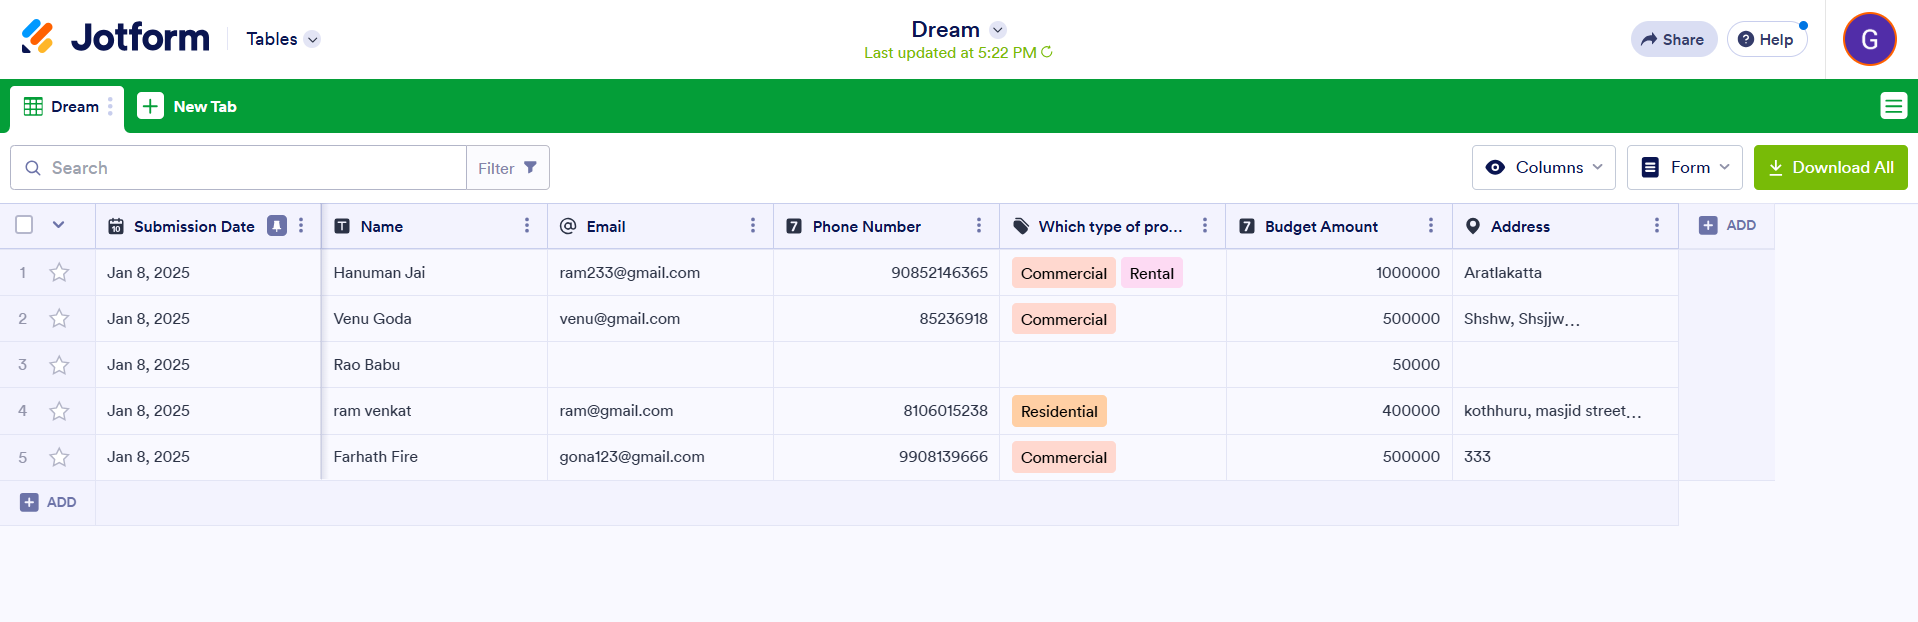 Jotform Tables Dream Share Help G
Last updated at 5:22 PM
Dream New Tab
Search Filter Columns Form Download All
10 Submission Date T Name @ Email 7 Phone Number Which type of pro... 7 Budget Amount Address ADD
1 Jan 8, 2025 Hanuman Jai ram233@gmail.com 90852146365 Commercial Rental 1000000 Aratlakatta
2 Jan 8, 2025 Venu Goda venu@gmail.com 85236918 Commercial 500000 Shshw, Shsjjw...
3 Jan 8, 2025 Rao Babu 50000
4 Jan 8, 2025 ram venkat ram@gmail.com 8106015238 Residential 400000 kothhuru, masjid street...
5 Jan 8, 2025 Farhath Fire gona123@gmail.com 9908139666 Commercial 500000 333
ADD